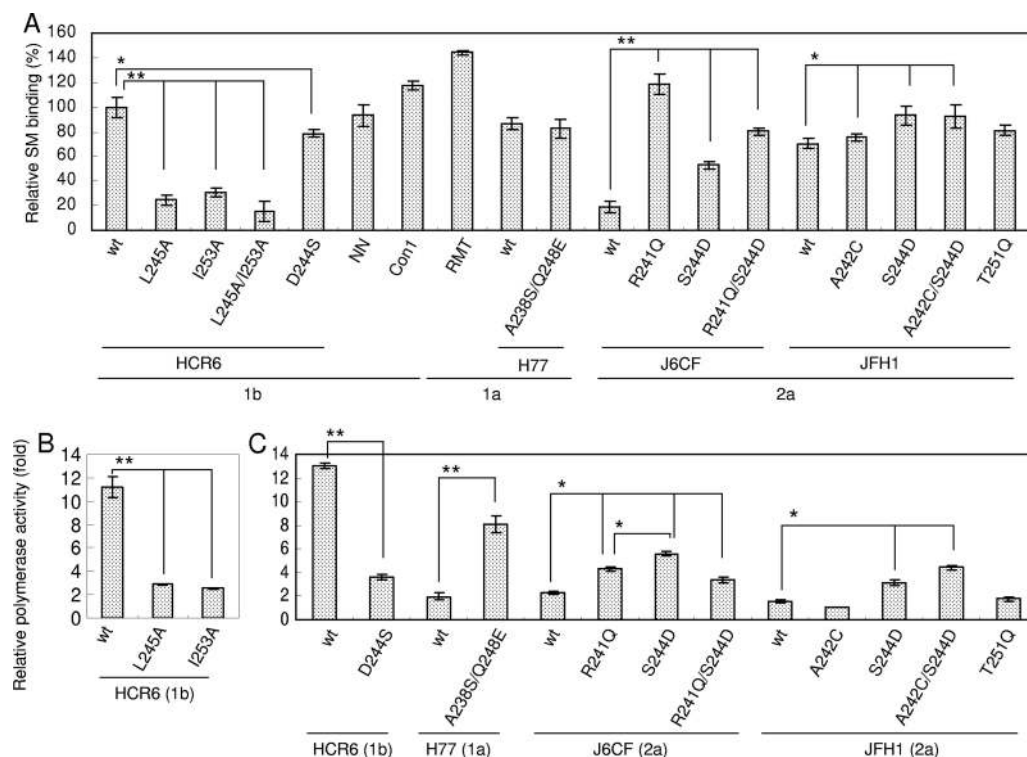 A
Relative SM binding (%)
160
140
120
100
80
60
40
20
0
*
**
**
*
wt
L245A
I253A
L245A/I253A
D244S
NN
Con1
RMT
wt
A238S/Q248E
wt
R241Q
S244D
R241Q/S244D
wt
A242C
S244D
A242C/S244D
T251Q
HCR6
H77
J6CF
JFH1
1b
1a
2a
B
Relative polymerase activity (fold)
14
12
10
8
6
4
2
0
**
wt
L245A
I253A
HCR6 (1b)
C
14
12
10
8
6
4
2
0
**
**
*
*
*
wt
D244S
wt
A238S/Q248E
wt
R241Q
S244D
R241Q/S244D
wt
A242C
S244D
A242C/S244D
T251Q
HCR6 (1b)
H77 (1a)
J6CF (2a)
JFH1 (2a)